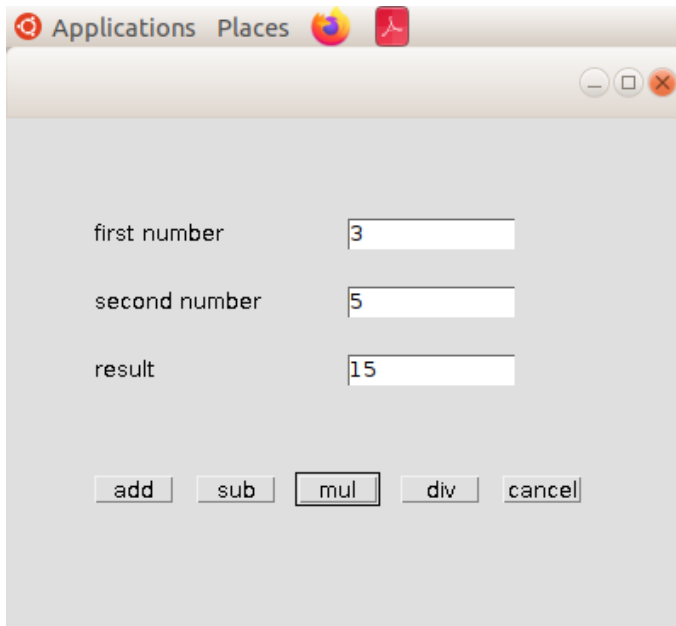 Applications Places
first number 3
second number 5
result 15
add sub mul div cancel